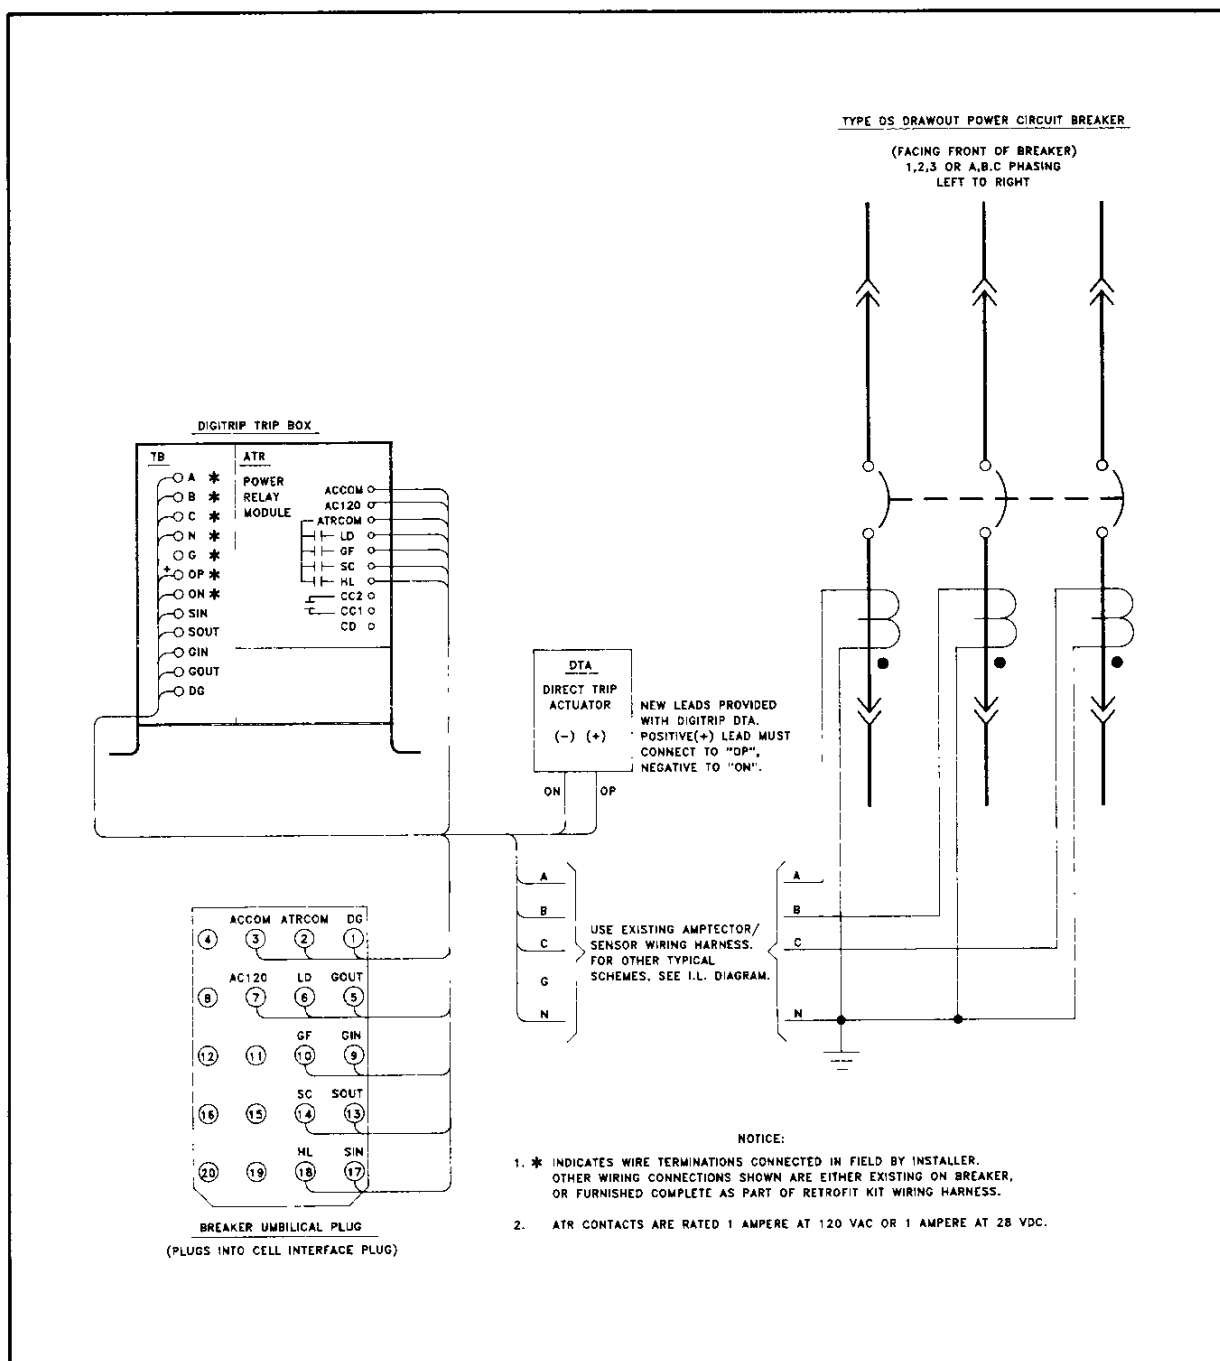 TYPE DS DRAWOUT POWER CIRCUIT BREAKER
(FACING FRONT OF BREAKER)
1,2,3 OR A,B,C PHASING
LEFT TO RIGHT
DIGITRIP TRIP BOX
TB
A *
B *
C *
N *
G *
+ OP *
ON *
SIN
SOUT
GIN
GOUT
DG
ATR
POWER
RELAY
MODULE
ACCOM
AC120
ATRCOM
LD
GF
SC
HL
CC2
CC1
CD
DTA
DIRECT TRIP
ACTUATOR
(-) (+)
ON OP
NEW LEADS PROVIDED
WITH DIGITRIP DTA.
POSITIVE(+) LEAD MUST
CONNECT TO "OP",
NEGATIVE TO "ON".
A
B
C
G
N
USE EXISTING AMPTECTOR/
SENSOR WIRING HARNESS.
FOR OTHER TYPICAL
SCHEMES, SEE I.L. DIAGRAM.
A
B
C
N
ACCOM ATRCOM DG
4 3 2 1
AC120 LD GOUT
8 7 6 5
GF GIN
12 11 10 9
SC SOUT
16 15 14 13
HL SIN
20 19 18 17
BREAKER UMBILICAL PLUG
(PLUGS INTO CELL INTERFACE PLUG)
NOTICE:
1. * INDICATES WIRE TERMINATIONS CONNECTED IN FIELD BY INSTALLER.
OTHER WIRING CONNECTIONS SHOWN ARE EITHER EXISTING ON BREAKER,
OR FURNISHED COMPLETE AS PART OF RETROFIT KIT WIRING HARNESS.
2. ATR CONTACTS ARE RATED 1 AMPERE AT 120 VAC OR 1 AMPERE AT 28 VDC.